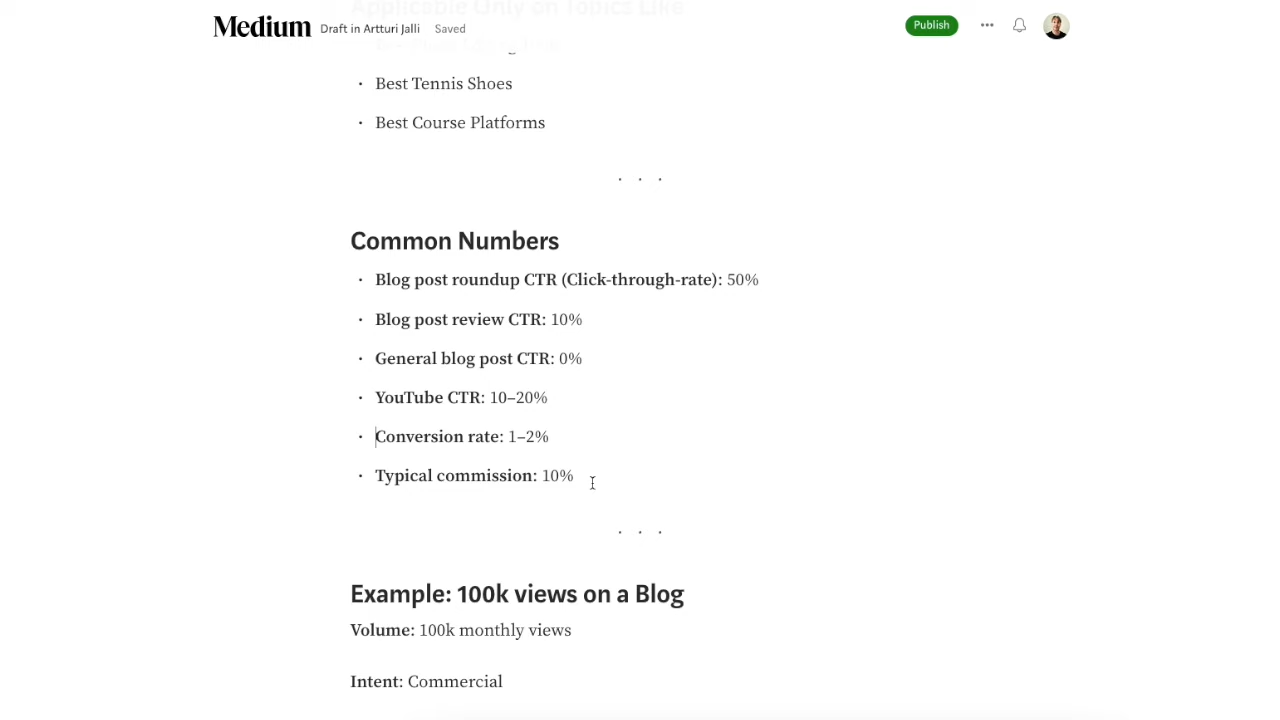 Applicable Only on Topics Like
Medium Draft in Artturi Jalli Saved Publish
• Best Tennis Shoes
• Best Course Platforms
. . .
Common Numbers
• Blog post roundup CTR (Click-through-rate): 50%
• Blog post review CTR: 10%
• General blog post CTR: 0%
• YouTube CTR: 10–20%
• Conversion rate: 1–2%
• Typical commission: 10%
. . .
Example: 100k views on a Blog
Volume: 100k monthly views
Intent: Commercial